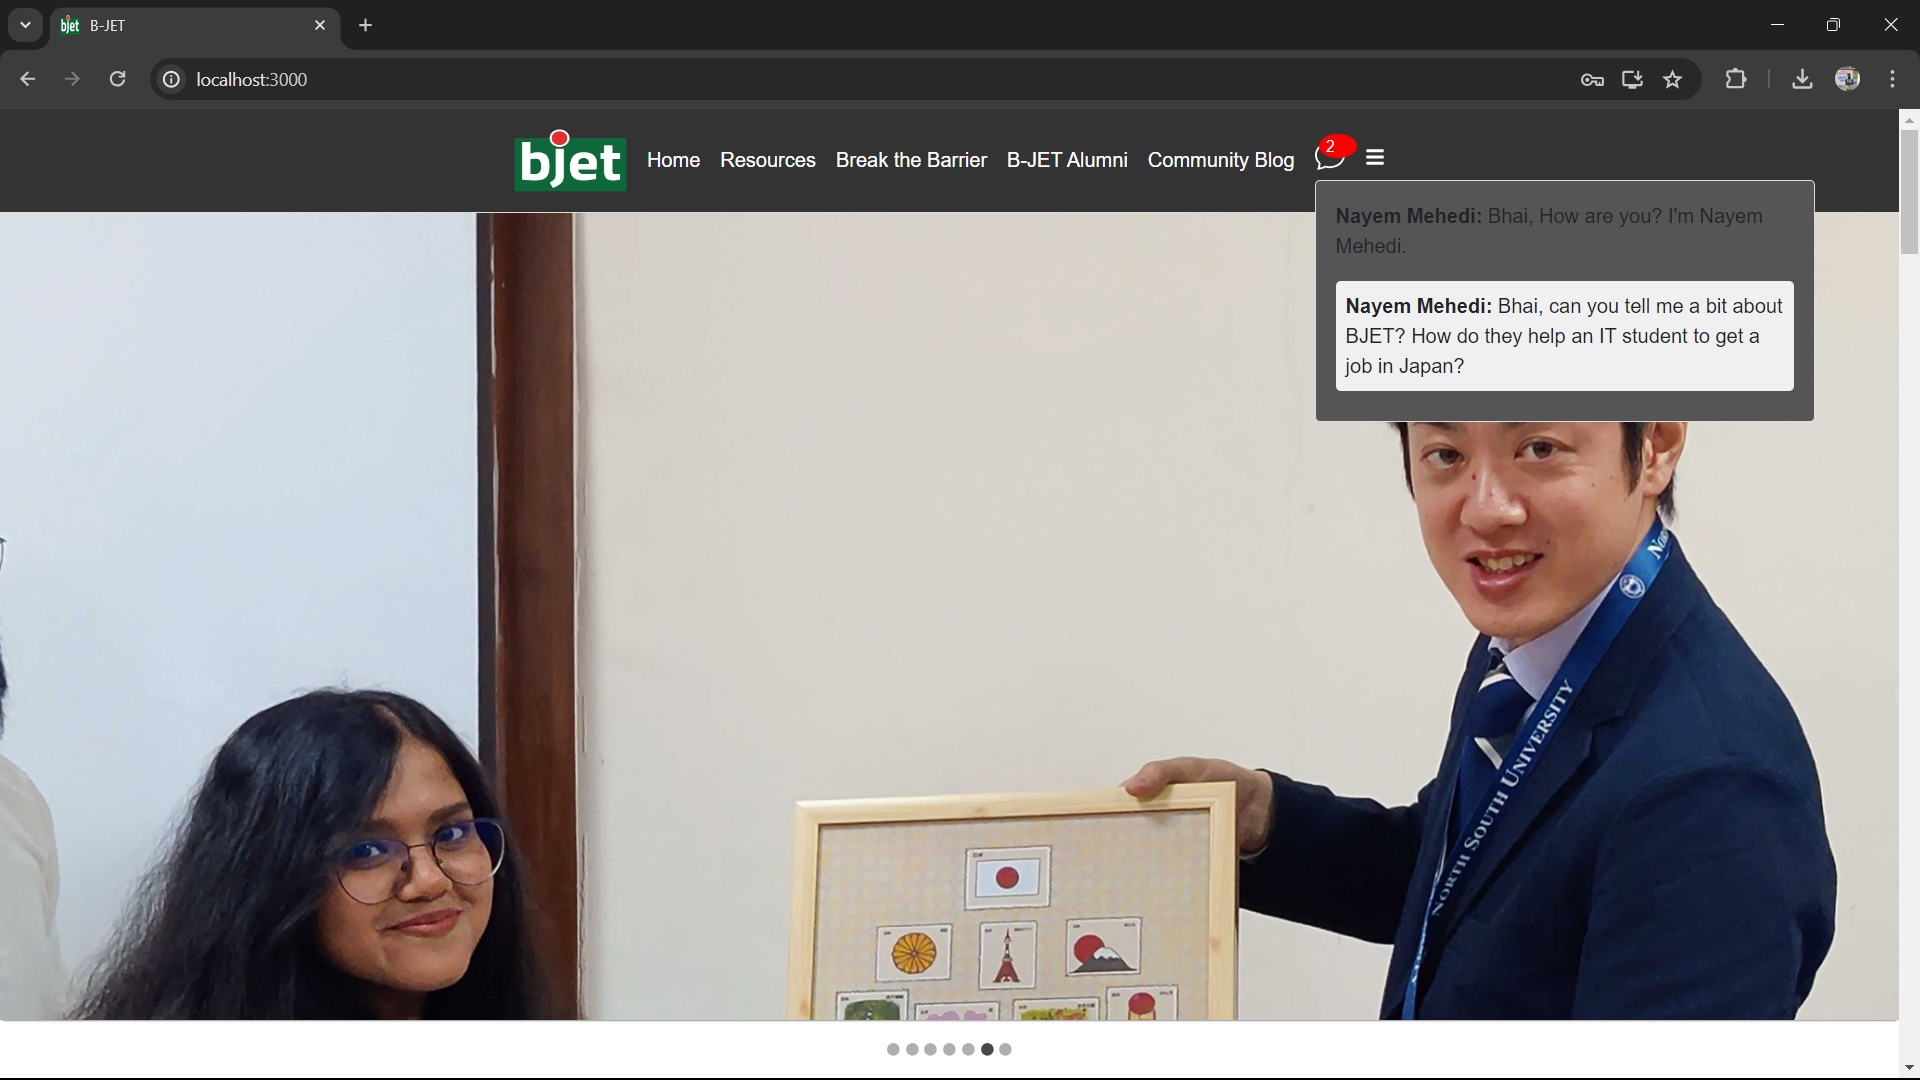 B-JET
localhost:3000
bjet
Home
Resources
Break the Barrier
B-JET Alumni
Community Blog
2
Nayem Mehedi: Bhai, How are you? I'm Nayem
Mehedi.
Nayem Mehedi: Bhai, can you tell me a bit about
BJET? How do they help an IT student to get a
job in Japan?
NORTH SOUTH UNIVERSITY